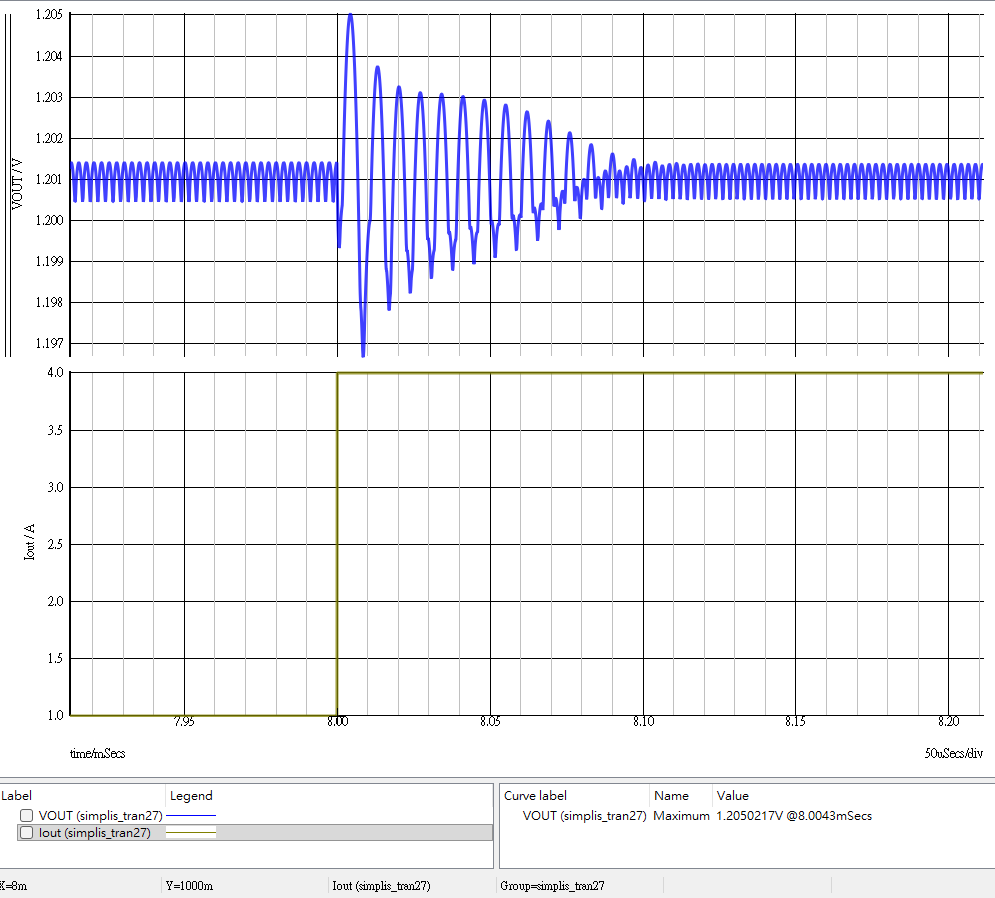 1.205
1.204
1.203
1.202
1.201
1.200
1.199
1.198
1.197
VOUT / V
4.0
3.5
3.0
2.5
2.0
1.5
1.0
Iout / A
7.95 8.00 8.05 8.10 8.15 8.20
time/mSecs 50uSecs/div
Label Legend
VOUT (simplis_tran27)
Iout (simplis_tran27)
Curve label Name Value
VOUT (simplis_tran27) Maximum 1.2050217V @8.0043mSecs
X=8m Y=1000m Iout (simplis_tran27) Group=simplis_tran27